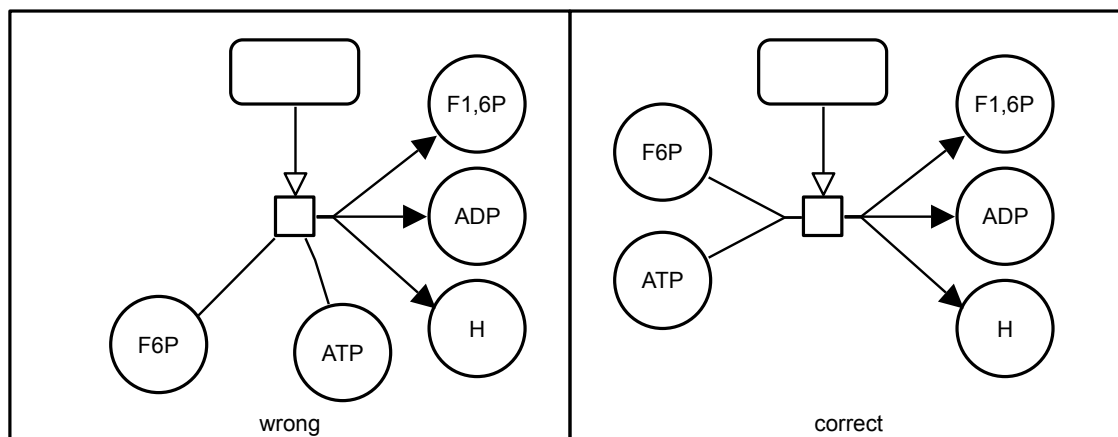 F1,6P
ADP
H
F6P
ATP
wrong
F1,6P
F6P
ADP
ATP
H
correct